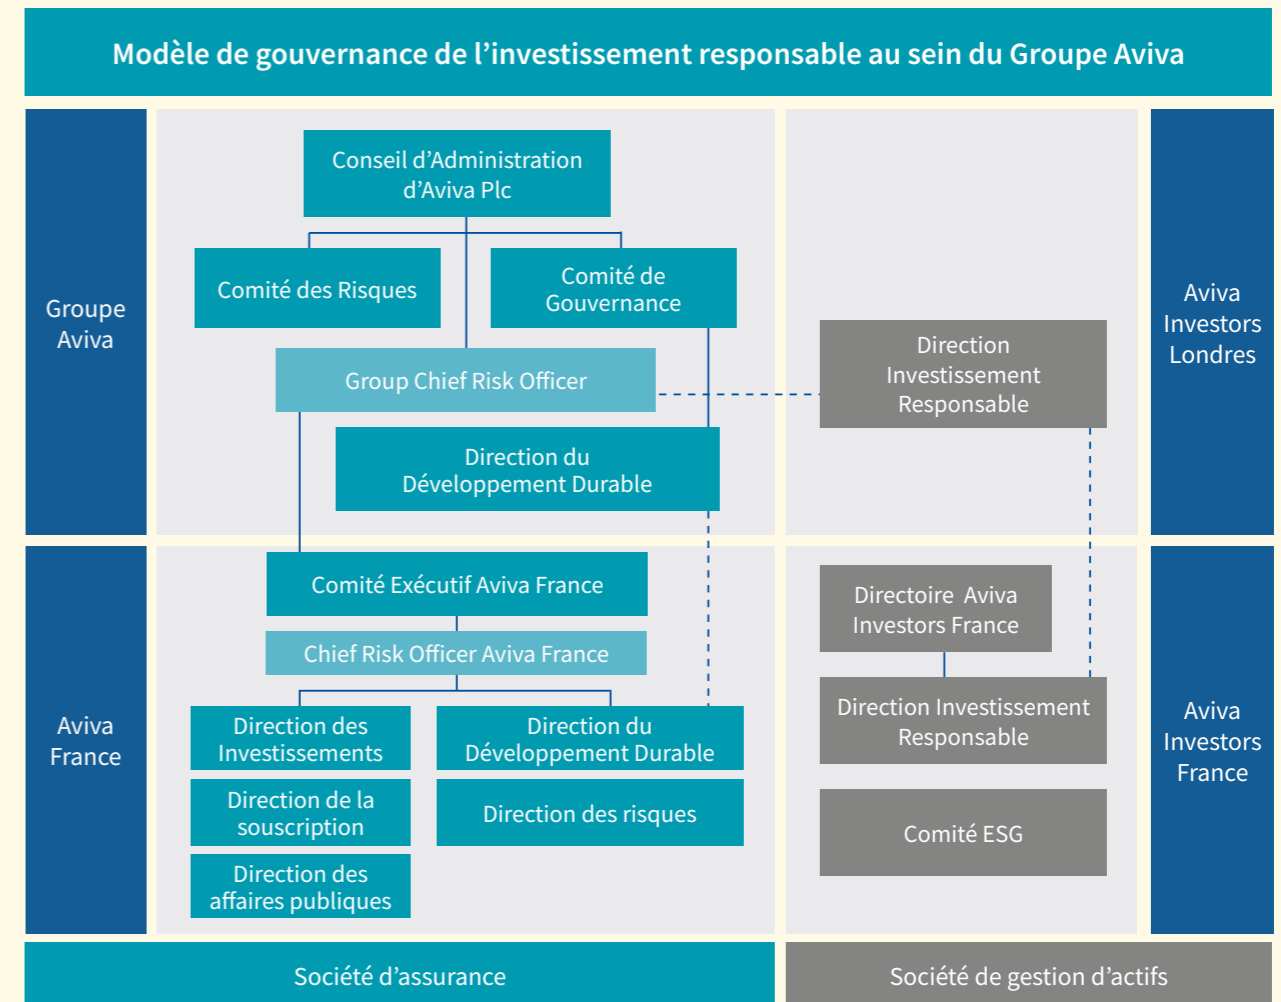 Modèle de gouvernance de l’investissement responsable au sein du Groupe Aviva
Groupe
Aviva
Conseil d’Administration
d’Aviva Plc
Comité des Risques
Comité de
Gouvernance
Group Chief Risk Officer
Direction du
Développement Durable
Direction
Investissement
Responsable
Aviva
Investors
Londres
Aviva
France
Comité Exécutif Aviva France
Chief Risk Officer Aviva France
Direction des
Investissements
Direction du
Développement Durable
Direction de la
souscription
Direction des risques
Direction des
affaires publiques
Directoire Aviva
Investors France
Direction Investissement
Responsable
Comité ESG
Aviva
Investors
France
Société d’assurance
Société de gestion d’actifs